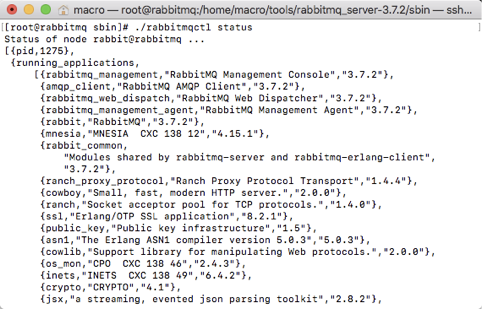 macro — root@rabbitmq:/home/macro/tools/rabbitmq_server-3.7.2/sbin — ssh...
[root@rabbitmq sbin]# ./rabbitmqctl status
Status of node rabbit@rabbitmq ...
[{pid,1275},
{running_applications,
[{rabbitmq_management,"RabbitMQ Management Console","3.7.2"},
{amqp_client,"RabbitMQ AMQP Client","3.7.2"},
{rabbitmq_web_dispatch,"RabbitMQ Web Dispatcher","3.7.2"},
{rabbitmq_management_agent,"RabbitMQ Management Agent","3.7.2"},
{rabbit,"RabbitMQ","3.7.2"},
{mnesia,"MNESIA  CXC 138 12","4.15.1"},
{rabbit_common,
"Modules shared by rabbitmq-server and rabbitmq-erlang-client",
"3.7.2"},
{ranch_proxy_protocol,"Ranch Proxy Protocol Transport","1.4.4"},
{cowboy,"Small, fast, modern HTTP server.","2.0.0"},
{ranch,"Socket acceptor pool for TCP protocols.","1.4.0"},
{ssl,"Erlang/OTP SSL application","8.2.1"},
{public_key,"Public key infrastructure","1.5"},
{asn1,"The Erlang ASN1 compiler version 5.0.3","5.0.3"},
{cowlib,"Support library for manipulating Web protocols.","2.0.0"},
{os_mon,"CPO  CXC 138 46","2.4.3"},
{inets,"INETS  CXC 138 49","6.4.2"},
{crypto,"CRYPTO","4.1"},
{jsx,"a streaming, evented json parsing toolkit","2.8.2"},